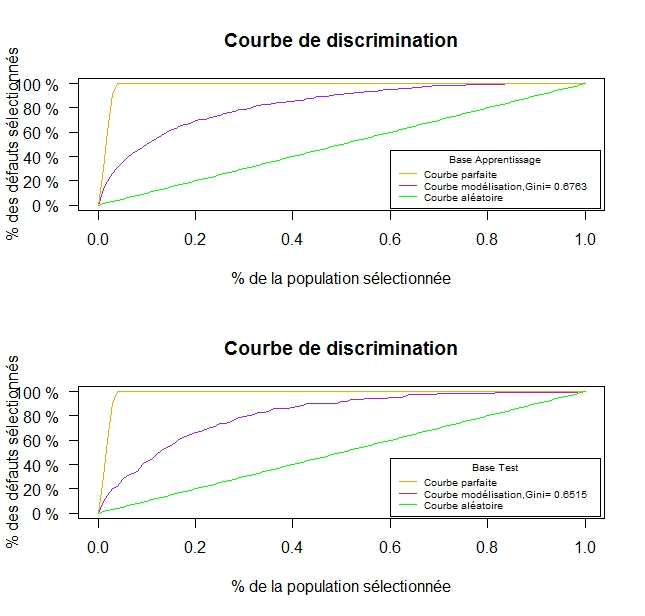 Courbe de discrimination
% des défauts sélectionnés
100 %
80 %
60 %
40 %
20 %
0 %
Base Apprentissage
Courbe parfaite
Courbe modélisation,Gini= 0.6763
Courbe aléatoire
0.0 0.2 0.4 0.6 0.8 1.0
% de la population sélectionnée
Courbe de discrimination
% des défauts sélectionnés
100 %
80 %
60 %
40 %
20 %
0 %
Base Test
Courbe parfaite
Courbe modélisation,Gini= 0.6515
Courbe aléatoire
0.0 0.2 0.4 0.6 0.8 1.0
% de la population sélectionnée